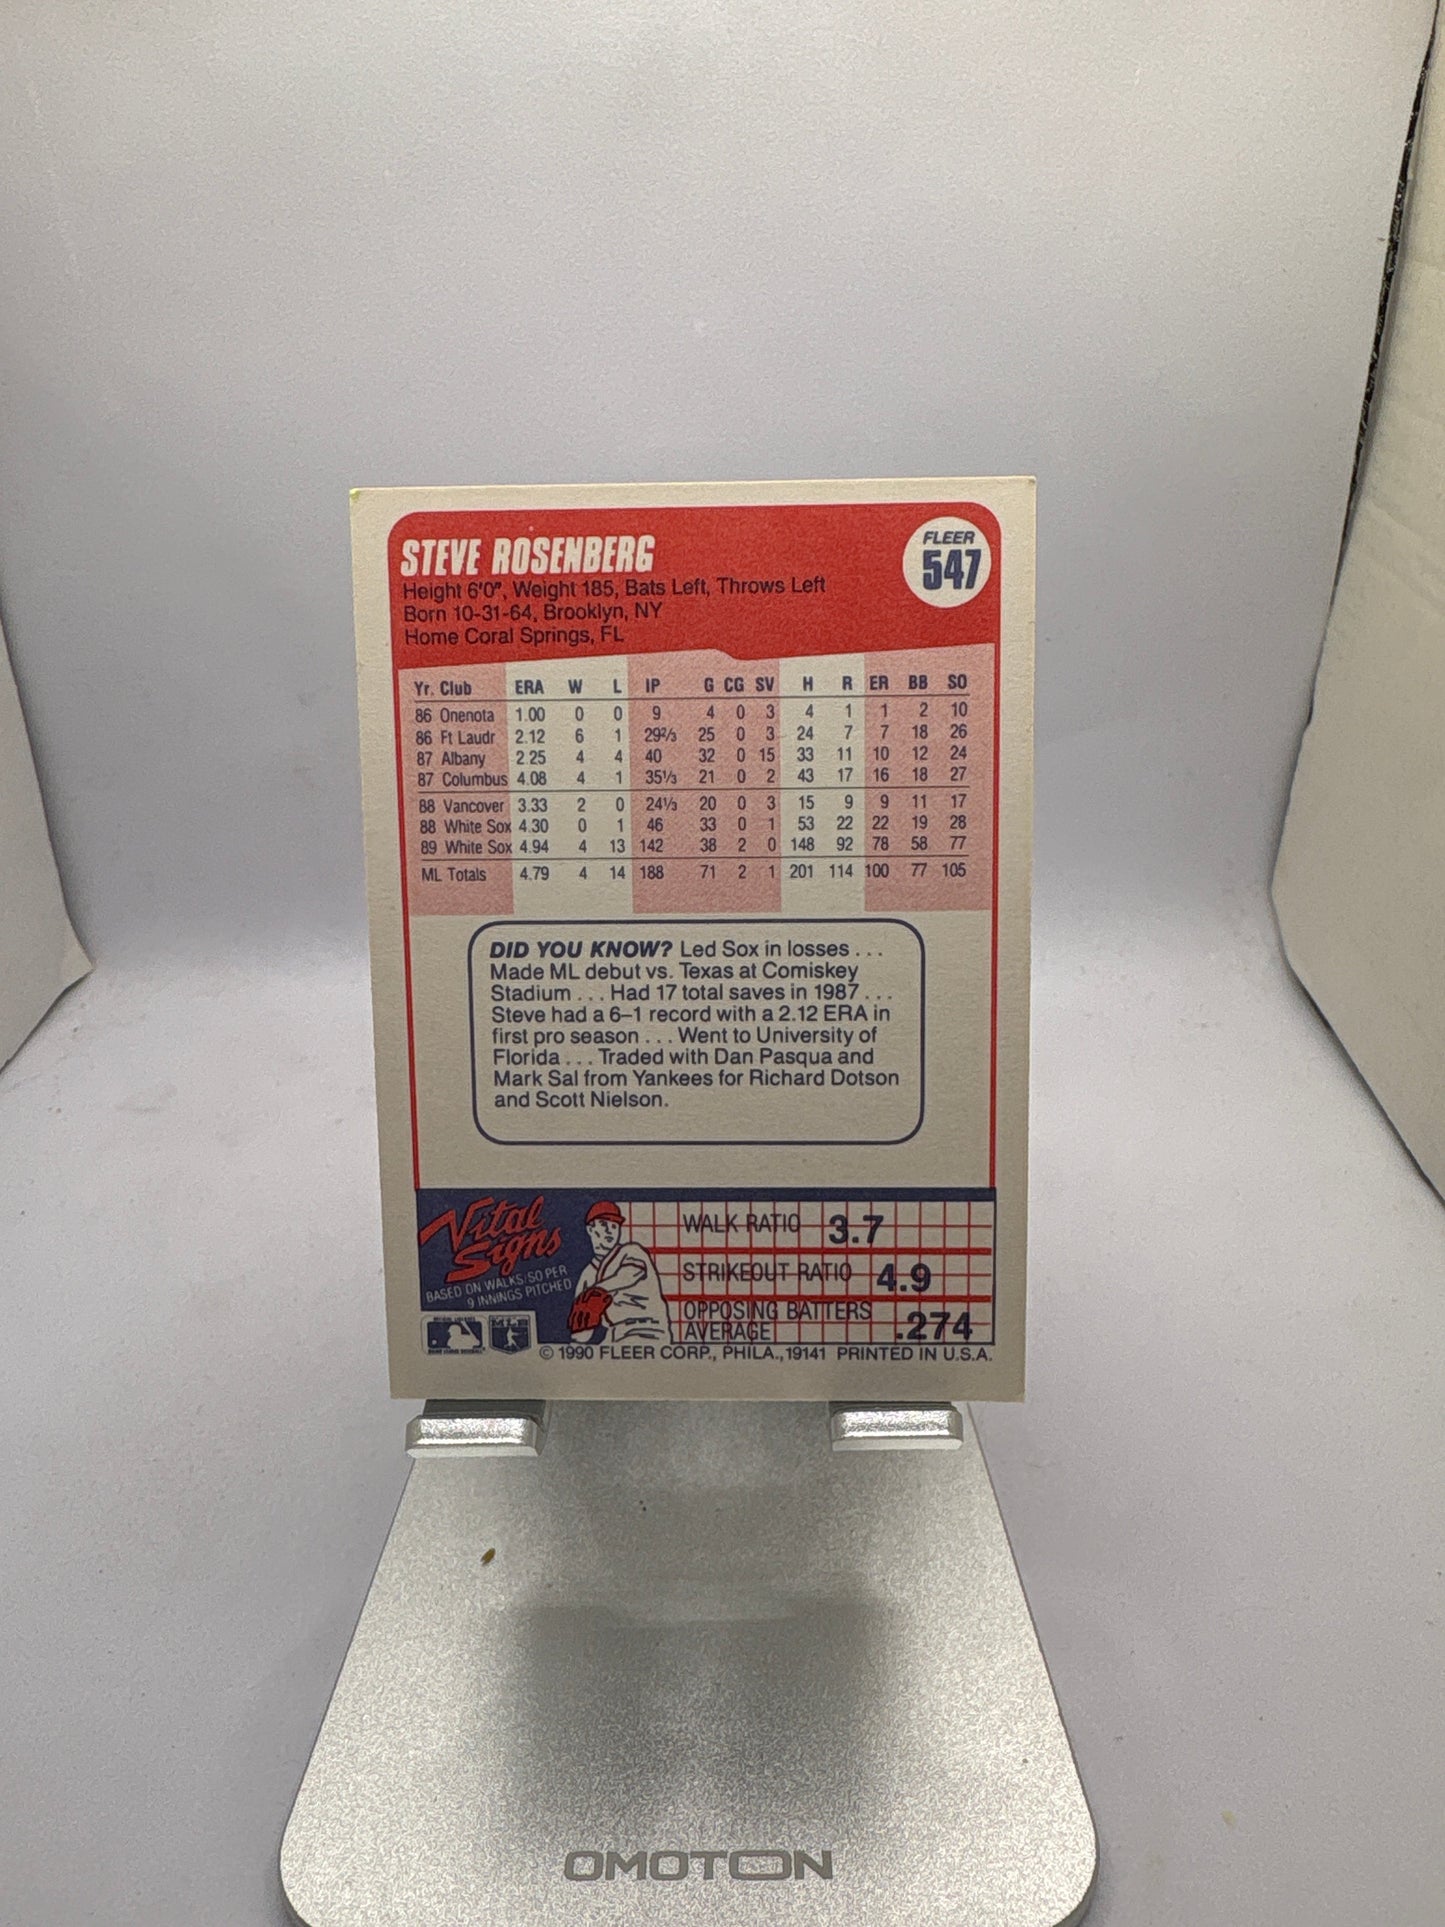 STEVE ROSENBERG
FLEER
547
Height 6'0", Weight 185, Bats Left, Throws Left
Born 10-31-64, Brooklyn, NY
Home Coral Springs, FL
Yr. Club ERA W L IP G CG SV H R ER BB SO
86 Onenota 1.00 0 0 9 4 0 3 4 1 1 2 10
86 Ft Laudr 2.12 6 1 29⅔ 25 0 3 24 7 7 18 26
87 Albany 2.25 4 4 40 32 0 15 33 11 10 12 24
87 Columbus 4.08 4 1 35⅓ 21 0 2 43 17 16 18 27
88 Vancover 3.33 2 0 24⅓ 20 0 3 15 9 9 11 17
88 White Sox 4.30 0 1 46 33 0 1 53 22 22 19 28
89 White Sox 4.94 4 13 142 38 2 0 148 92 78 58 77
ML Totals 4.79 4 14 188 71 2 1 201 114 100 77 105
DID YOU KNOW? Led Sox in losses . . .
Made ML debut vs. Texas at Comiskey
Stadium . . . Had 17 total saves in 1987 . . .
Steve had a 6–1 record with a 2.12 ERA in
first pro season . . . Went to University of
Florida . . . Traded with Dan Pasqua and
Mark Sal from Yankees for Richard Dotson
and Scott Nielson.
Vital
Signs
BASED ON WALKS/SO PER
9 INNINGS PITCHED
WALK RATIO 3.7
STRIKEOUT RATIO 4.9
OPPOSING BATTERS
AVERAGE .274
© 1990 FLEER CORP., PHILA., 19141 PRINTED IN U.S.A.
OMOTON